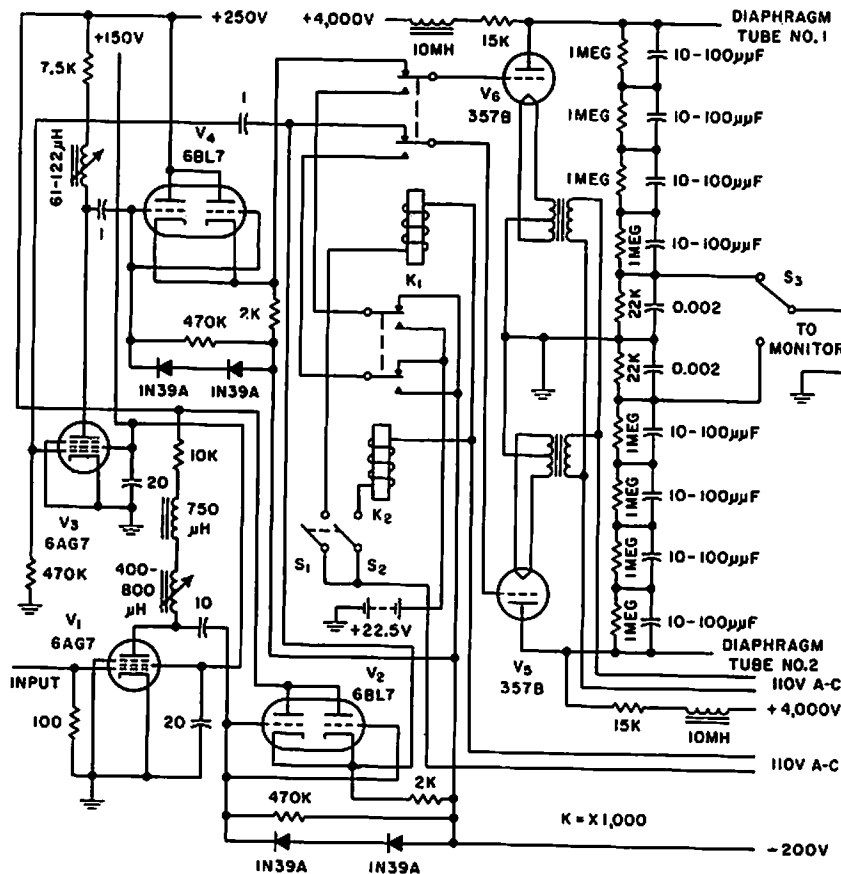 +250V
+4,000V
DIAPHRAGM
TUBE NO.1
+150V
10MH
15K
7.5K
1MEG
10-100μμF
V6
357B
1
V4
6BL7
1MEG
10-100μμF
61-122μH
1MEG
10-100μμF
1
1MEG
10-100μμF
K1
S3
2K
22K
0.002
470K
TO
MONITOR
22K
0.002
1N39A
1N39A
10K
1MEG
10-100μμF
20
V3
6AG7
750
μH
K2
1MEG
10-100μμF
470K
400-
800
μH
S1
S2
1MEG
10-100μμF
V1
6AG7
10
+22.5V
1MEG
10-100μμF
INPUT
V2
6BL7
V5
357B
DIAPHRAGM
TUBE NO.2
110V A-C
100
20
15K
+4,000V
10MH
2K
110V A-C
470K
K = X 1,000
1N39A
1N39A
-200V